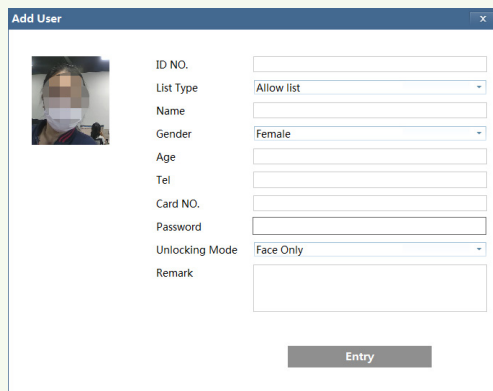 Add User
x
ID NO.
List Type Allow list
Name
Gender Female
Age
Tel
Card NO.
Password
Unlocking Mode Face Only
Remark
Entry